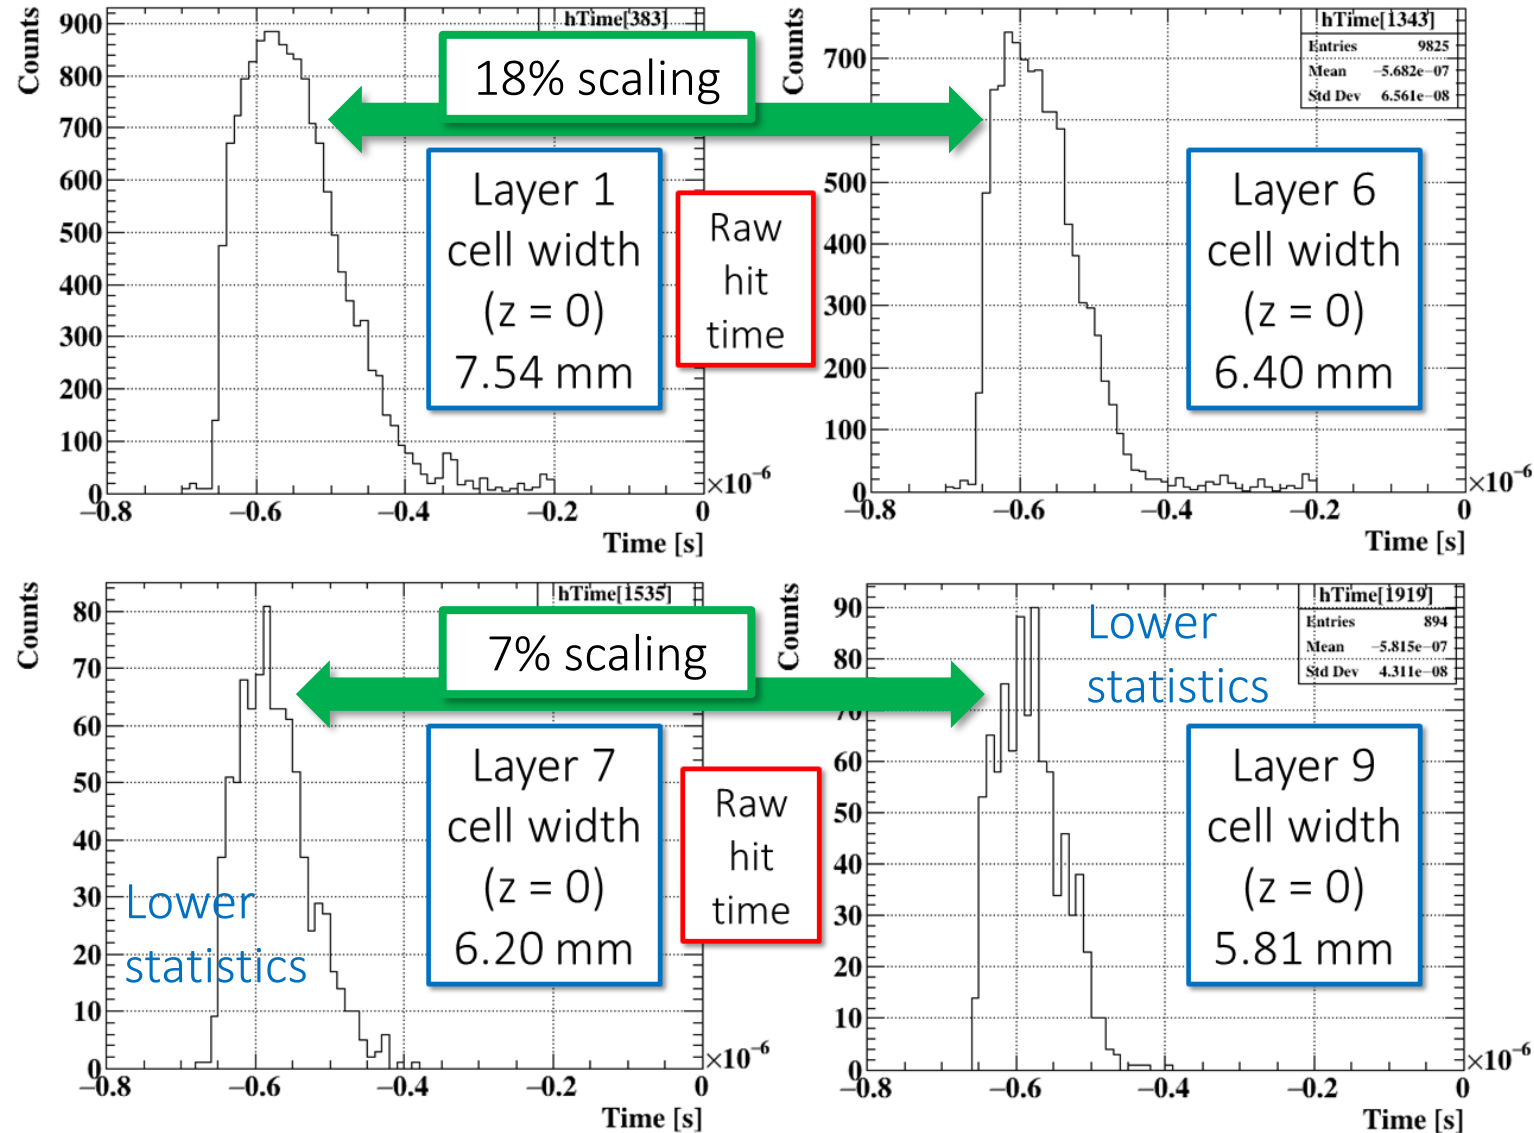 Counts
hTime[383]
900
800
700
600
500
400
300
200
100
0
−0.8
−0.6
−0.4
−0.2
0
×10−6
Time [s]
18% scaling
Layer 1
cell width
(z = 0)
7.54 mm
Raw
hit
time
Counts
hTime[1343]
Entries 9825
Mean −5.682e−07
Std Dev 6.561e−08
700
500
400
300
200
100
0
−0.8
−0.6
−0.4
−0.2
0
×10−6
Time [s]
Layer 6
cell width
(z = 0)
6.40 mm
Counts
hTime[1535]
80
70
60
50
40
30
20
10
0
−0.8
−0.6
−0.4
−0.2
0
×10−6
Time [s]
7% scaling
Lower
statistics
Layer 7
cell width
(z = 0)
6.20 mm
Raw
hit
time
Counts
hTime[1919]
Entries 894
Mean −5.815e−07
Std Dev 4.311e−08
Lower
statistics
90
80
70
60
50
40
30
20
10
0
−0.8
−0.6
−0.4
−0.2
0
×10−6
Time [s]
Layer 9
cell width
(z = 0)
5.81 mm